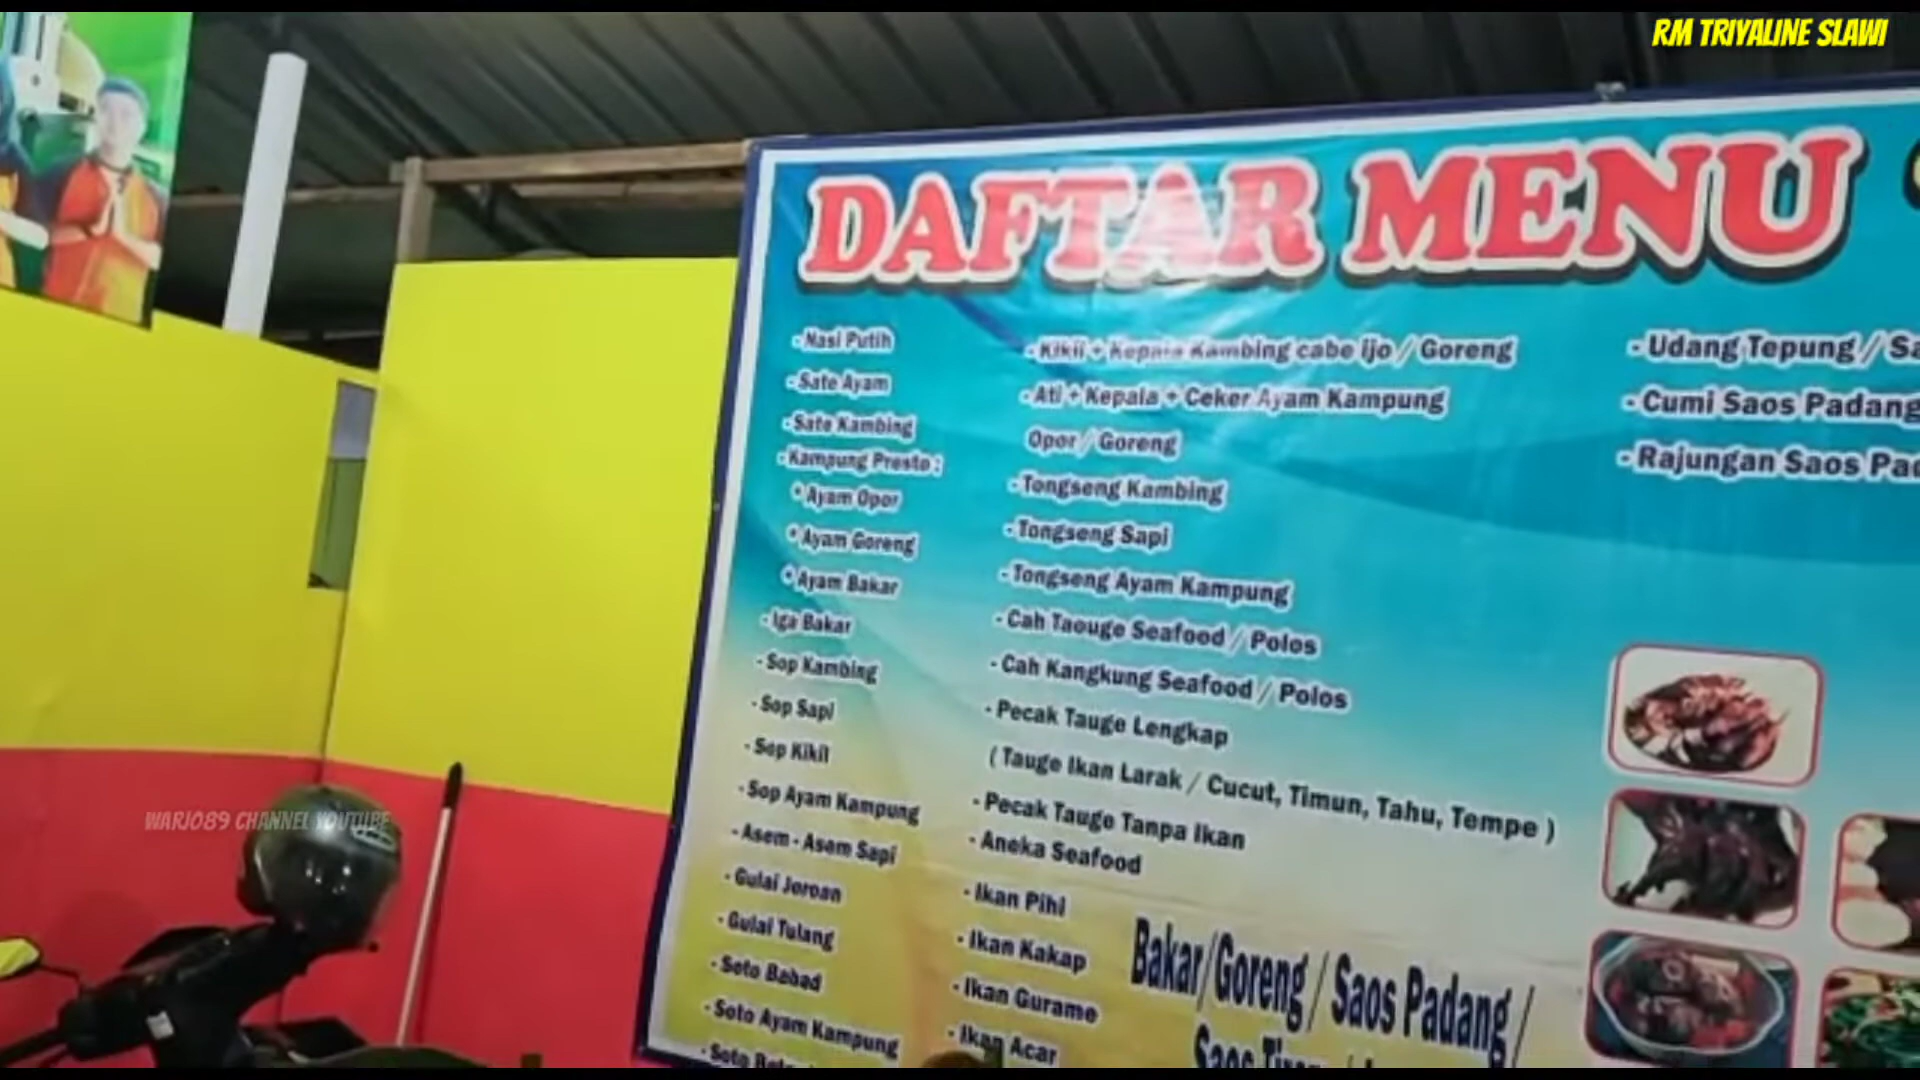 RM TRIYALINE SLAWI
DAFTAR MENU
- Nasi Putih
- Sate Ayam
- Sate Kambing
- Kampung Presto :
* Ayam Opor
* Ayam Goreng
* Ayam Bakar
- Iga Bakar
- Sop Kambing
- Sop Sapi
- Sop Kikil
- Sop Ayam Kampung
- Asem - Asem Sapi
- Gulai Jeroan
- Gulai Tulang
- Soto Babad
- Soto Ayam Kampung
- Soto
- Kikil + Kepala Kambing cabe ijo / Goreng
- Ati + Kepala + Ceker Ayam Kampung
Opor / Goreng
- Tongseng Kambing
- Tongseng Sapi
- Tongseng Ayam Kampung
- Cah Taouge Seafood / Polos
- Cah Kangkung Seafood / Polos
- Pecak Tauge Lengkap
( Tauge Ikan Larak / Cucut, Timun, Tahu, Tempe )
- Pecak Tauge Tanpa Ikan
- Aneka Seafood
- Ikan Pihi
- Ikan Kakap
- Ikan Gurame
- Ikan Acar
Bakar/Goreng / Saos Padang /
Saos
- Udang Tepung / Sa
- Cumi Saos Padang
- Rajungan Saos Pad
WARJO89 CHANNEL YOUTUBE